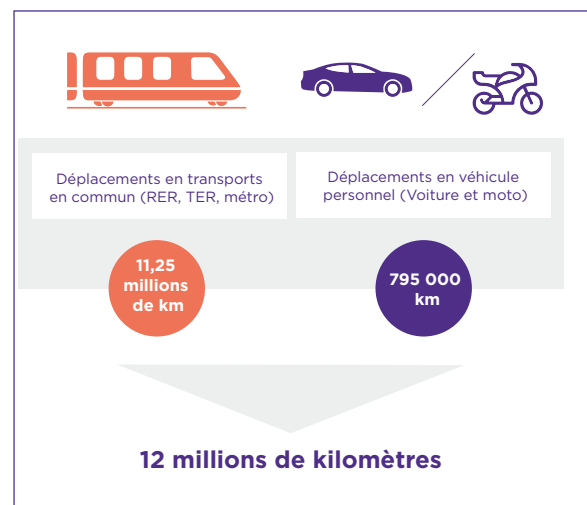 Déplacements en transports
en commun (RER, TER, métro)
Déplacements en véhicule
personnel (Voiture et moto)
11,25
millions
de km
795 000
km
12 millions de kilomètres